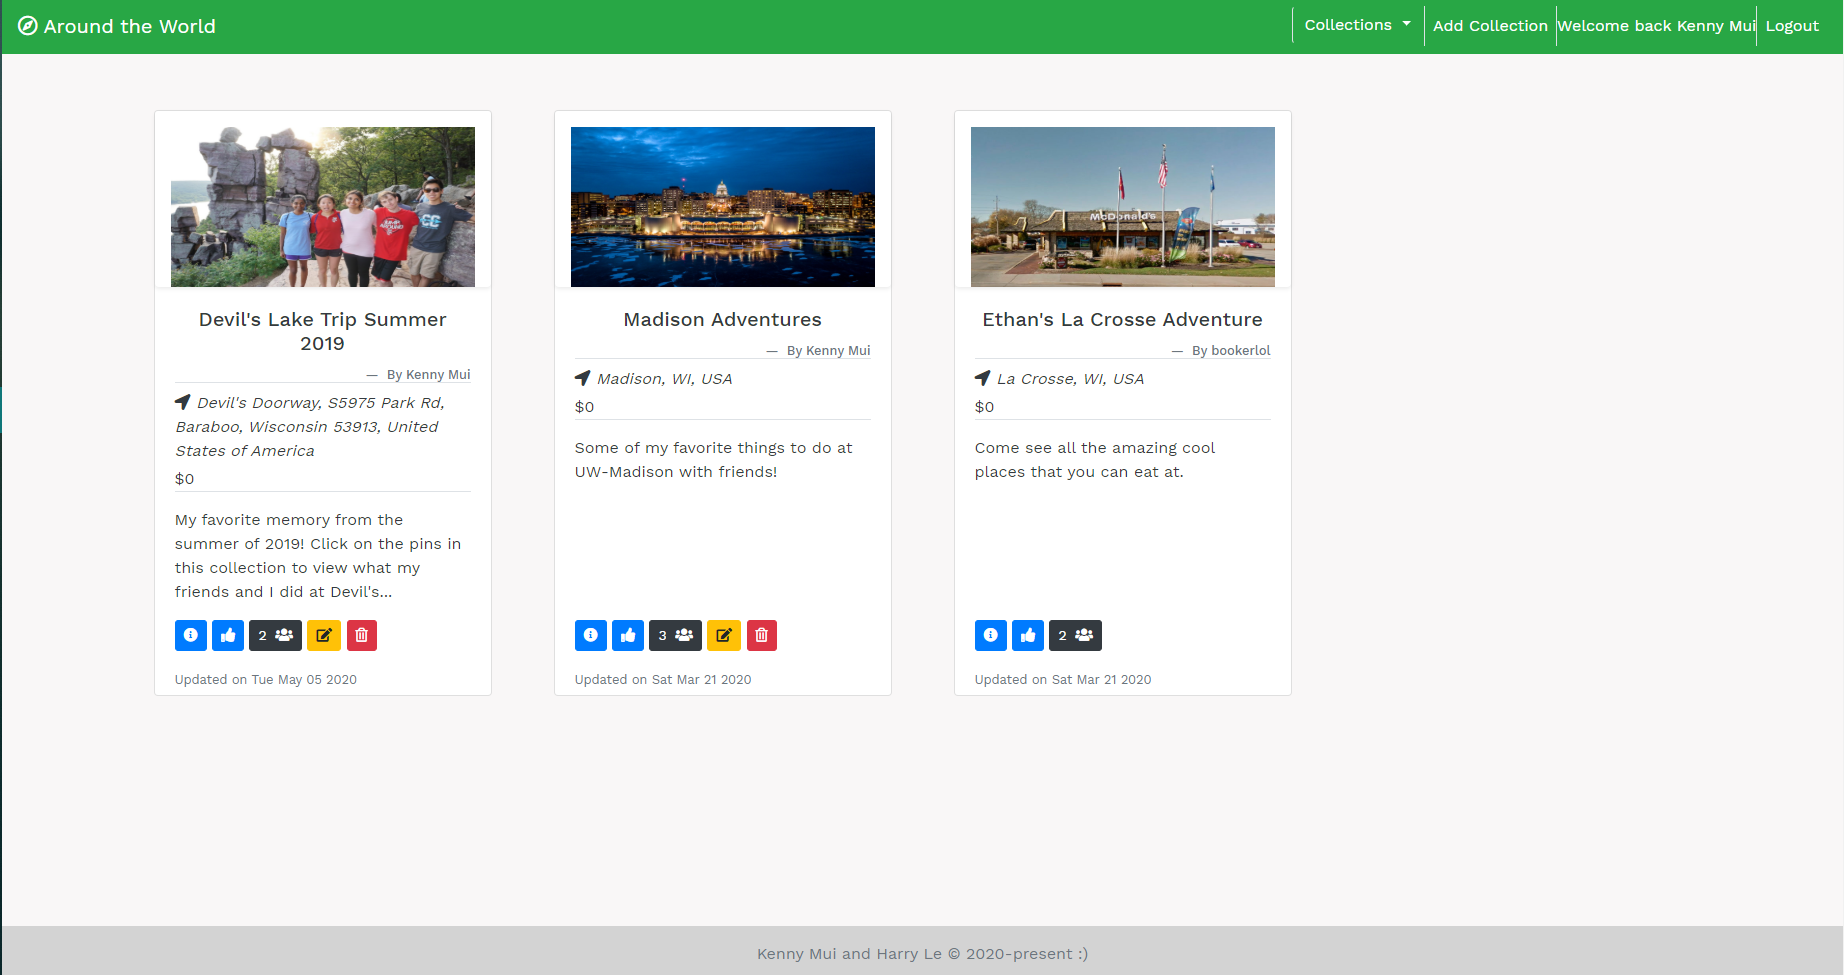 Around the World
Collections
Add Collection
Welcome back Kenny Mui
Logout
Devil's Lake Trip Summer
2019
— By Kenny Mui
Devil's Doorway, S5975 Park Rd,
Baraboo, Wisconsin 53913, United
States of America
$0
My favorite memory from the
summer of 2019! Click on the pins in
this collection to view what my
friends and I did at Devil's...
2
Updated on Tue May 05 2020
Madison Adventures
— By Kenny Mui
Madison, WI, USA
$0
Some of my favorite things to do at
UW-Madison with friends!
3
Updated on Sat Mar 21 2020
McDonald's
Ethan's La Crosse Adventure
— By bookerlol
La Crosse, WI, USA
$0
Come see all the amazing cool
places that you can eat at.
2
Updated on Sat Mar 21 2020
Kenny Mui and Harry Le © 2020-present :)